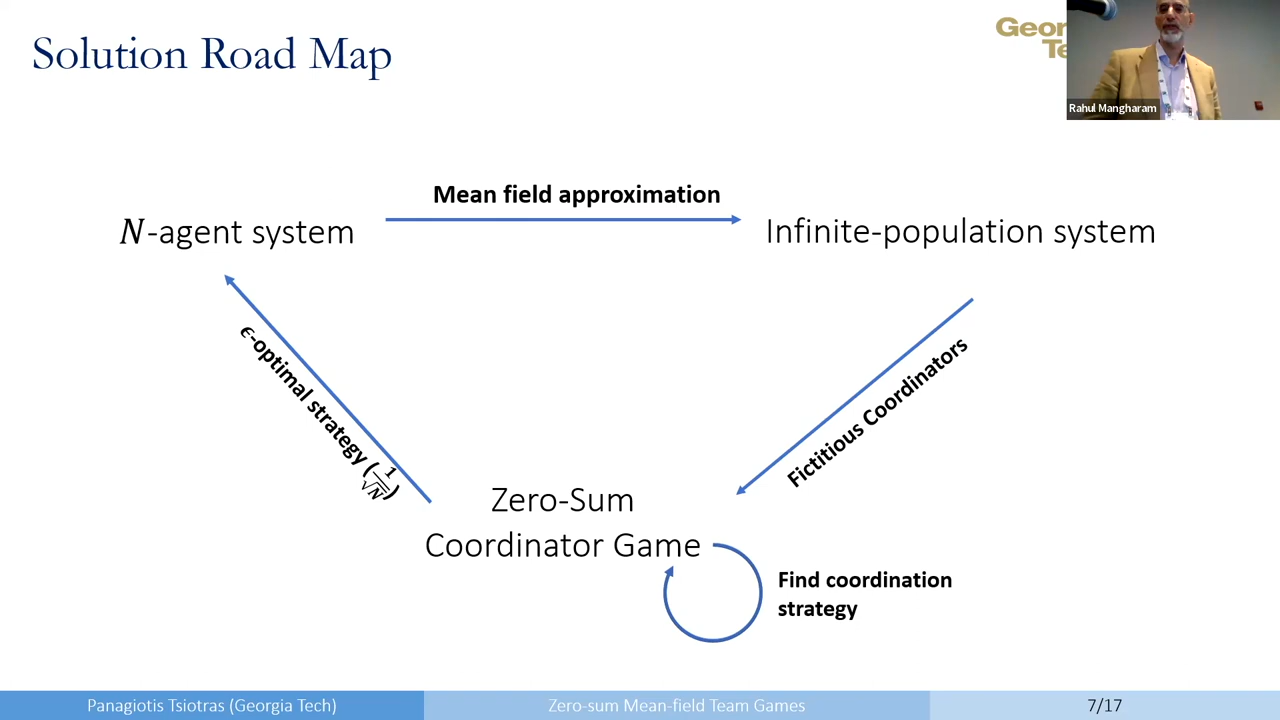 Solution Road Map
Rahul Mangharam
Mean field approximation
N-agent system
Infinite-population system
ϵ-optimal strategy (1/√N)
Fictitious Coordinators
Zero-Sum
Coordinator Game
Find coordination
strategy
Panagiotis Tsiotras (Georgia Tech)
Zero-sum Mean-field Team Games
7/17